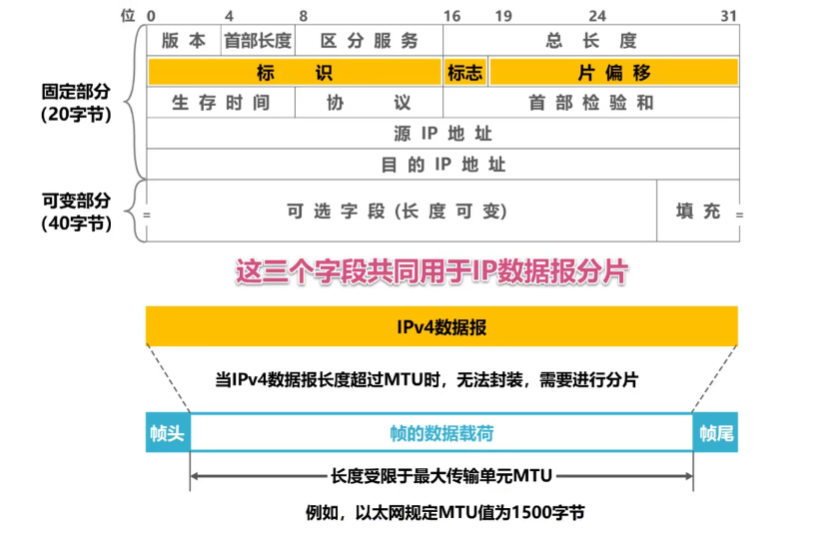 位 0 4 8 16 19 24 31
版本 首部长度 区分服务 总长度
标识 标志 片偏移
固定部分
(20字节)
生存时间 协议 首部检验和
源IP地址
目的IP地址
可变部分
(40字节)
可选字段(长度可变) 填充
这三个字段共同用于IP数据报分片
IPv4数据报
当IPv4数据报长度超过MTU时，无法封装，需要进行分片
帧头 帧的数据载荷 帧尾
长度受限于最大传输单元MTU
例如，以太网规定MTU值为1500字节